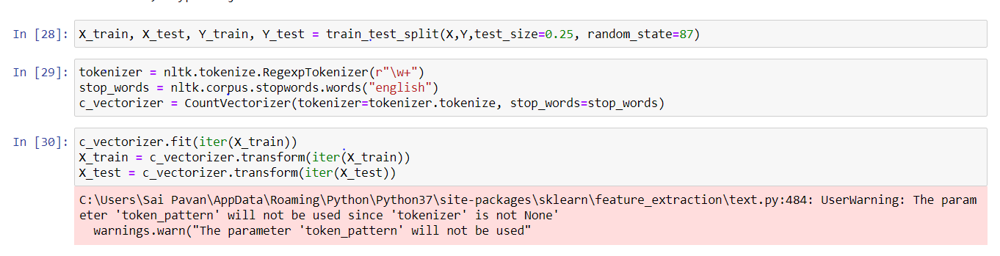 In [28]: X_train, X_test, Y_train, Y_test = train_test_split(X,Y,test_size=0.25, random_state=87)
In [29]: tokenizer = nltk.tokenize.RegexpTokenizer(r"\w+")
stop_words = nltk.corpus.stopwords.words("english")
c_vectorizer = CountVectorizer(tokenizer=tokenizer.tokenize, stop_words=stop_words)
In [30]: c_vectorizer.fit(iter(X_train))
X_train = c_vectorizer.transform(iter(X_train))
X_test = c_vectorizer.transform(iter(X_test))
C:\Users\Sai Pavan\AppData\Roaming\Python\Python37\site-packages\sklearn\feature_extraction\text.py:484: UserWarning: The param
eter 'token_pattern' will not be used since 'tokenizer' is not None'
warnings.warn("The parameter 'token_pattern' will not be used"